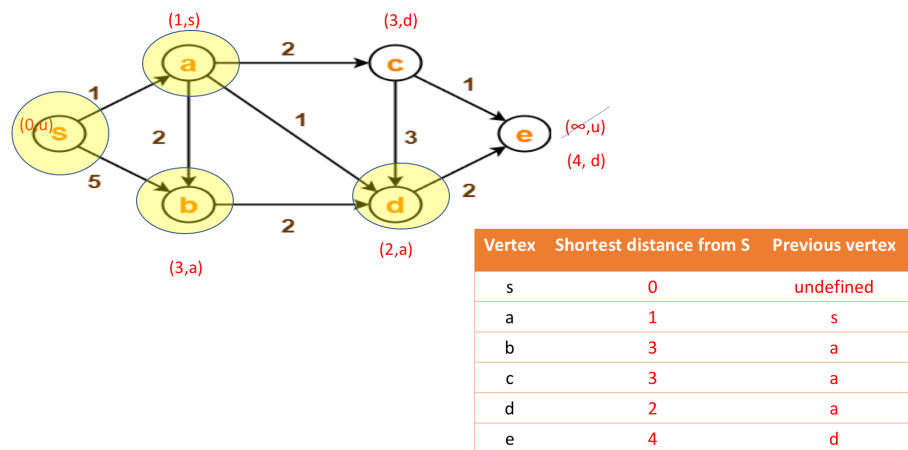 (1,s)
(3,d)
a
2
c
1
1
(0,u)
s
2
1
3
e
(∞,u)
(4, d)
5
b
2
d
2
(2,a)
(3,a)
Vertex Shortest distance from S Previous vertex
s 0 undefined
a 1 s
b 3 a
c 3 a
d 2 a
e 4 d